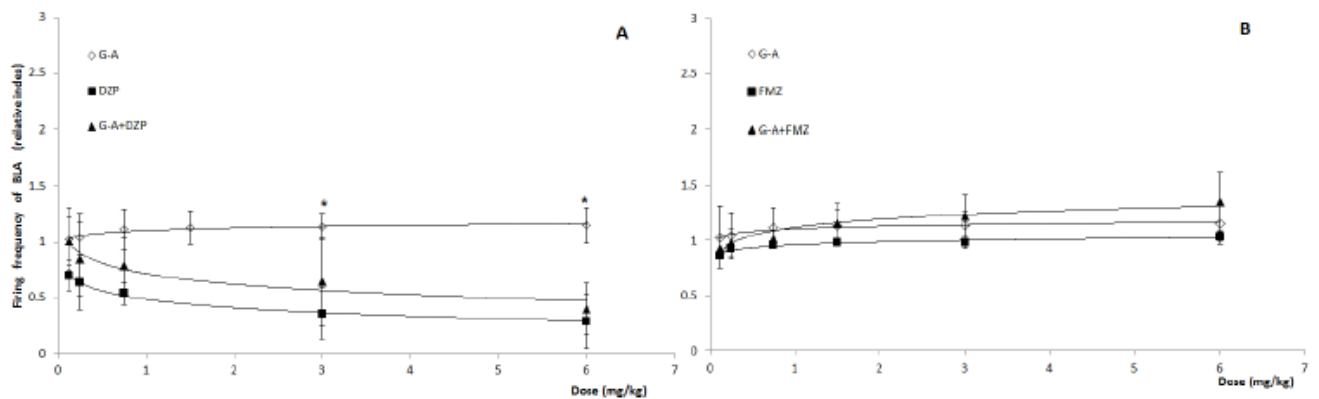 A
G-A
DZP
G-A+DZP
Firing frequency of BLA (relative indes)
3
2.5
2
1.5
1
0.5
0
* *
0 1 2 3 4 5 6 7
Dose (mg/kg)
B
G-A
FMZ
G-A+FMZ
3
2.5
2
1.5
1
0.5
0
0 1 2 3 4 5 6 7
Dose (mg/kg)